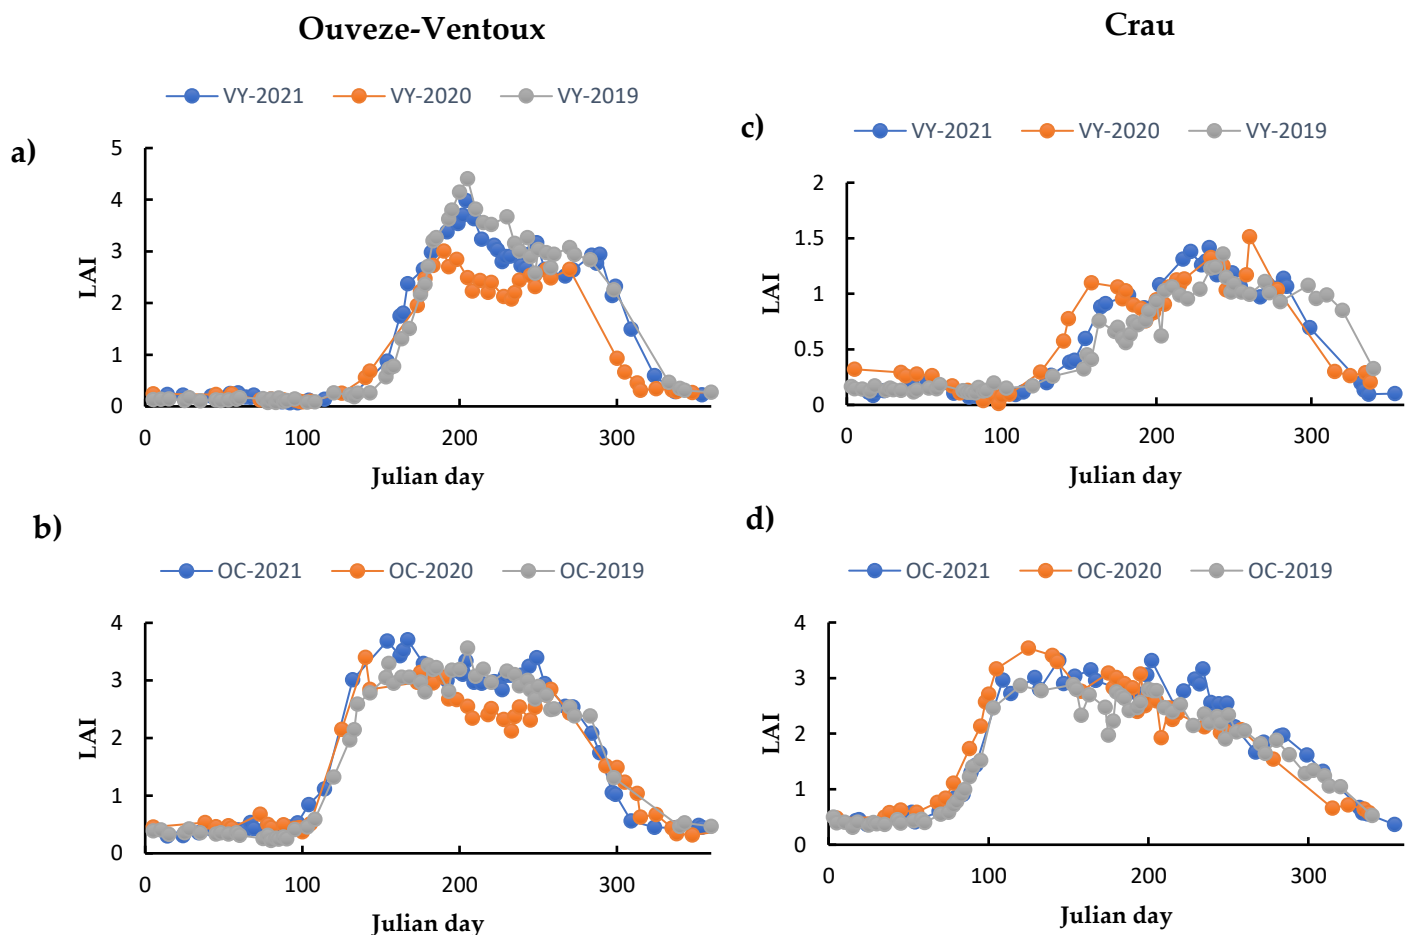 Ouveze-Ventoux
Crau
VY-2021 VY-2020 VY-2019
a)
5
4
3
2
1
0
LAI
0 100 200 300
Julian day
c)
VY-2021 VY-2020 VY-2019
2
1.5
1
0.5
0
LAI
0 100 200 300
Julian day
b)
OC-2021 OC-2020 OC-2019
4
3
2
1
0
LAI
0 100 200 300
Julian day
d)
OC-2021 OC-2020 OC-2019
4
3
2
1
0
LAI
0 100 200 300
Julian day